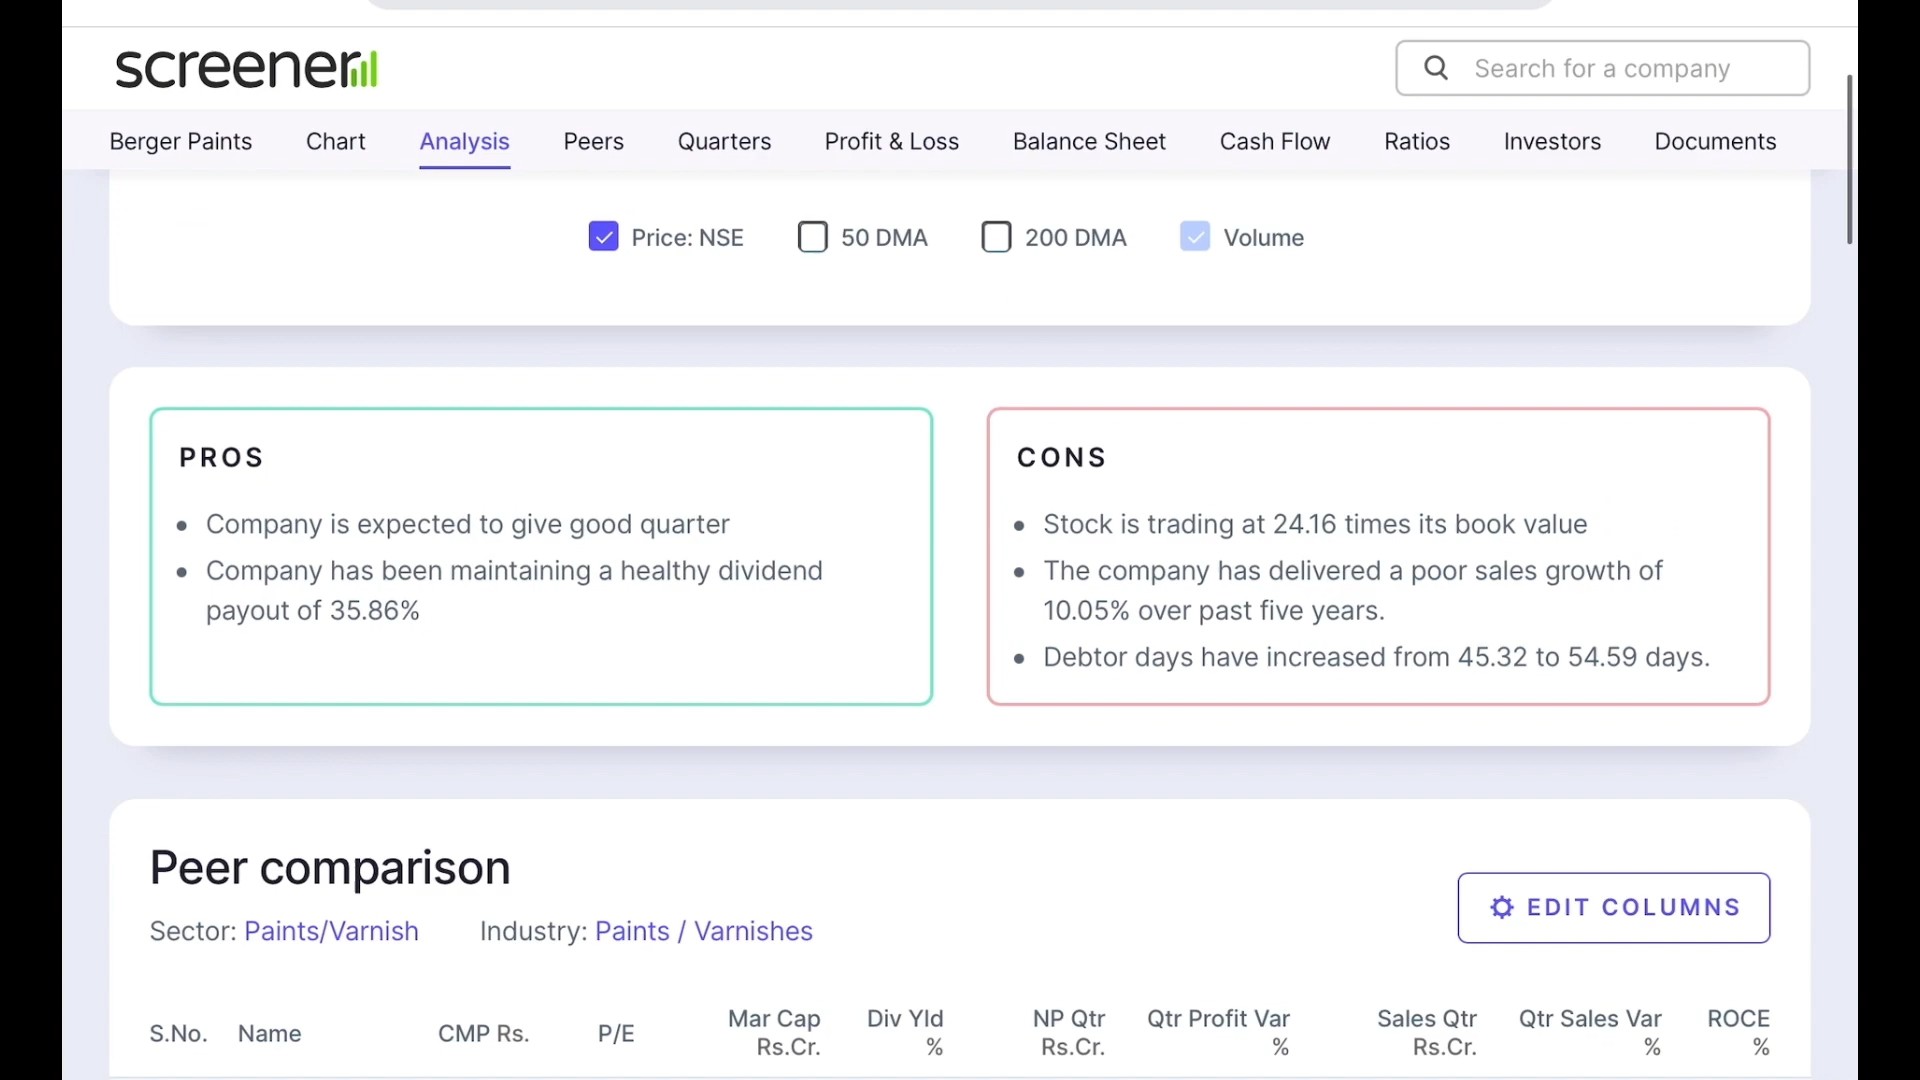 screener
Search for a company
Berger Paints Chart Analysis Peers Quarters Profit & Loss Balance Sheet Cash Flow Ratios Investors Documents
Price: NSE 50 DMA 200 DMA Volume
PROS
Company is expected to give good quarter
Company has been maintaining a healthy dividend
payout of 35.86%
CONS
Stock is trading at 24.16 times its book value
The company has delivered a poor sales growth of
10.05% over past five years.
Debtor days have increased from 45.32 to 54.59 days.
Peer comparison
EDIT COLUMNS
Sector: Paints/Varnish Industry: Paints / Varnishes
S.No. Name CMP Rs. P/E Mar Cap Div Yld NP Qtr Qtr Profit Var Sales Qtr Qtr Sales Var ROCE
Rs.Cr. % Rs.Cr. % Rs.Cr. % %